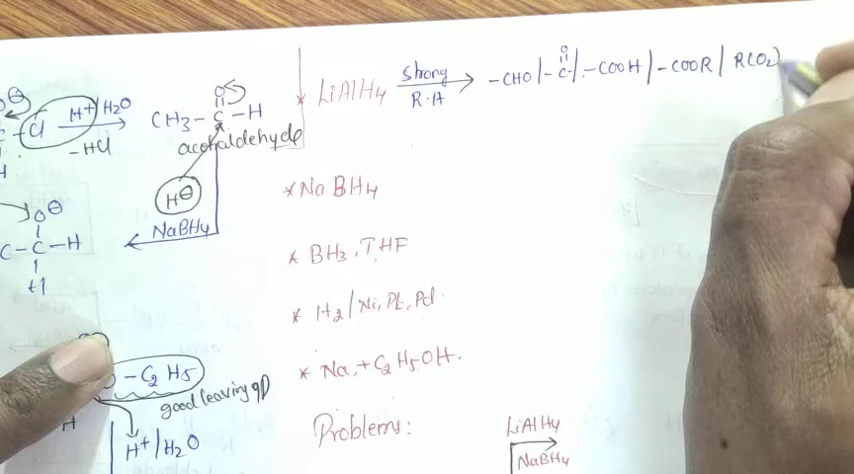 H+/H2O
Cl
-HCl
O
CH3-C-H
acetaldehyde
H⊖
NaBH4
O⊖
C-C-H
H
-C2H5
good leaving gp
H
H+/H2O
* LiAlH4 strong R.A → -CHO/-C-/-COOH/-COOR/RCO2)
O
* NaBH4
* BH3, THF
* H2/Ni, Pt, Pd.
* Na + C2H5OH.
Problems:
LiAlH4
NaBH4